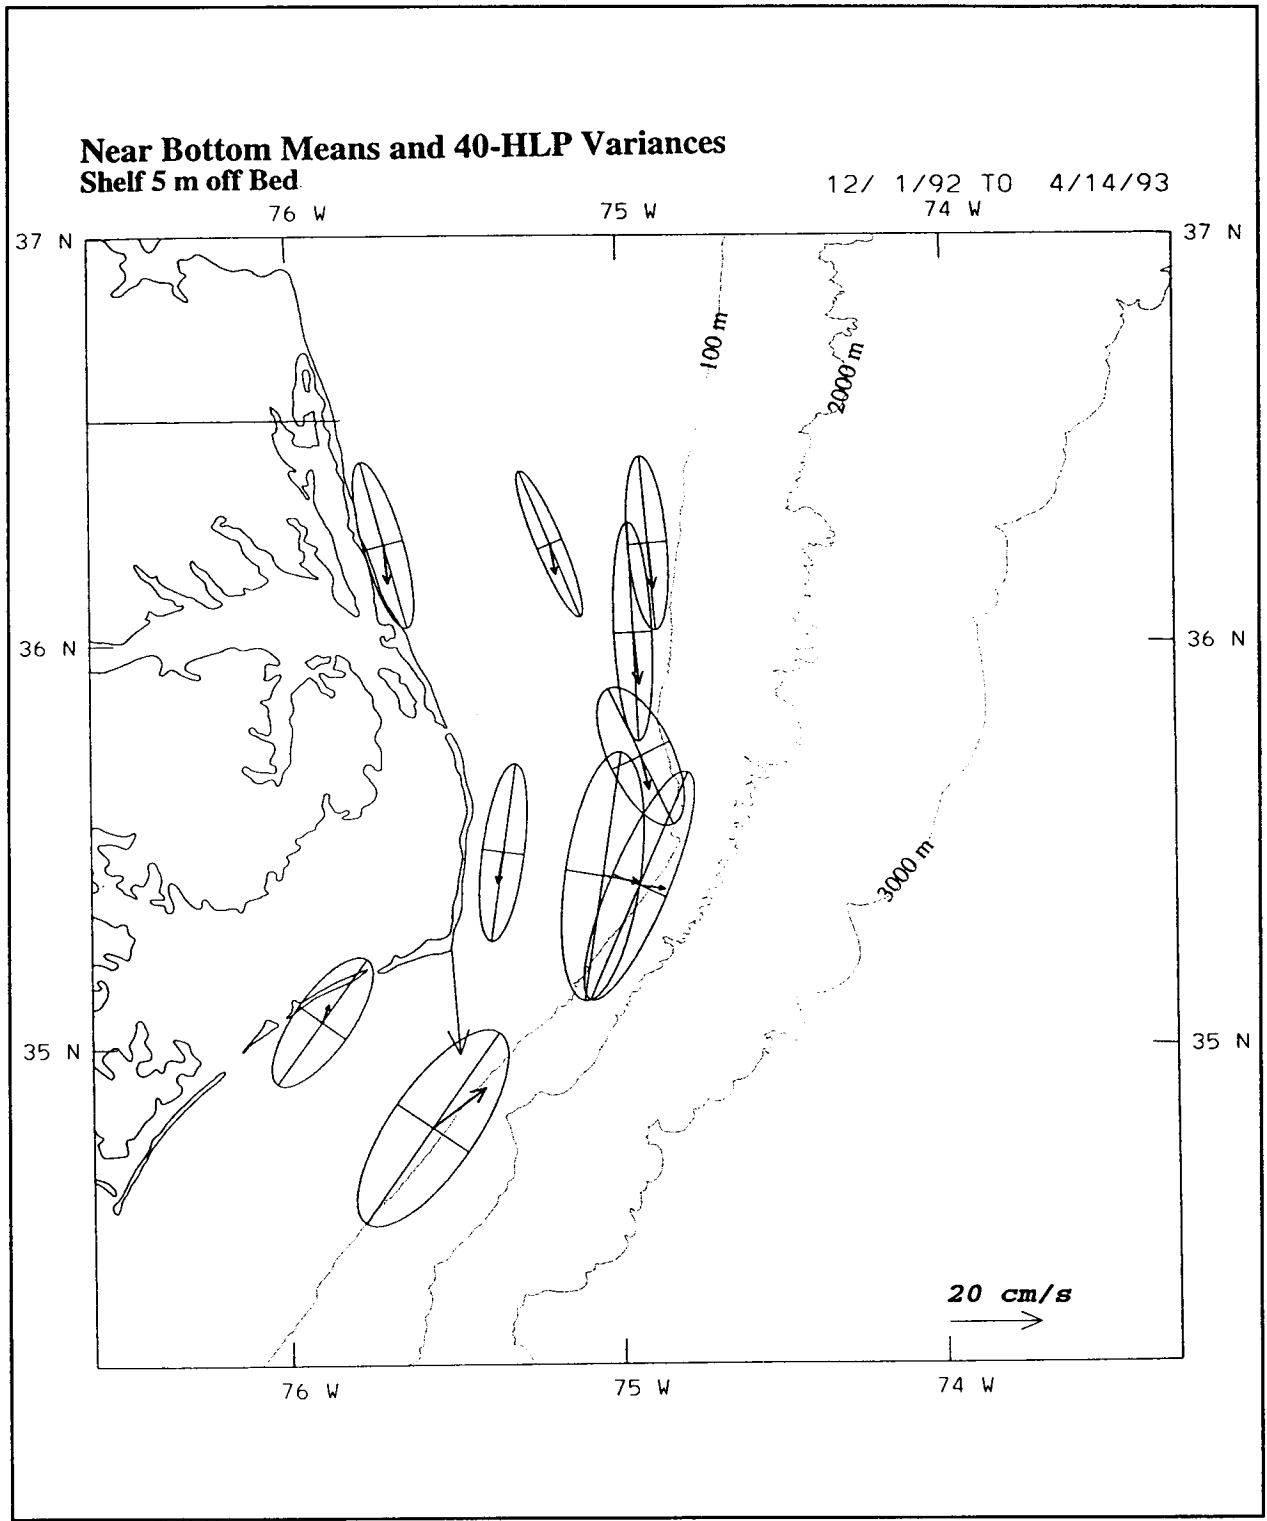 Near Bottom Means and 40-HLP Variances
Shelf 5 m off Bed
12/ 1/92 TO 4/14/93
76 W 75 W 74 W
37 N 37 N
100 m
2000 m
36 N 36 N
3000 m
35 N 35 N
20 cm/s
76 W 75 W 74 W